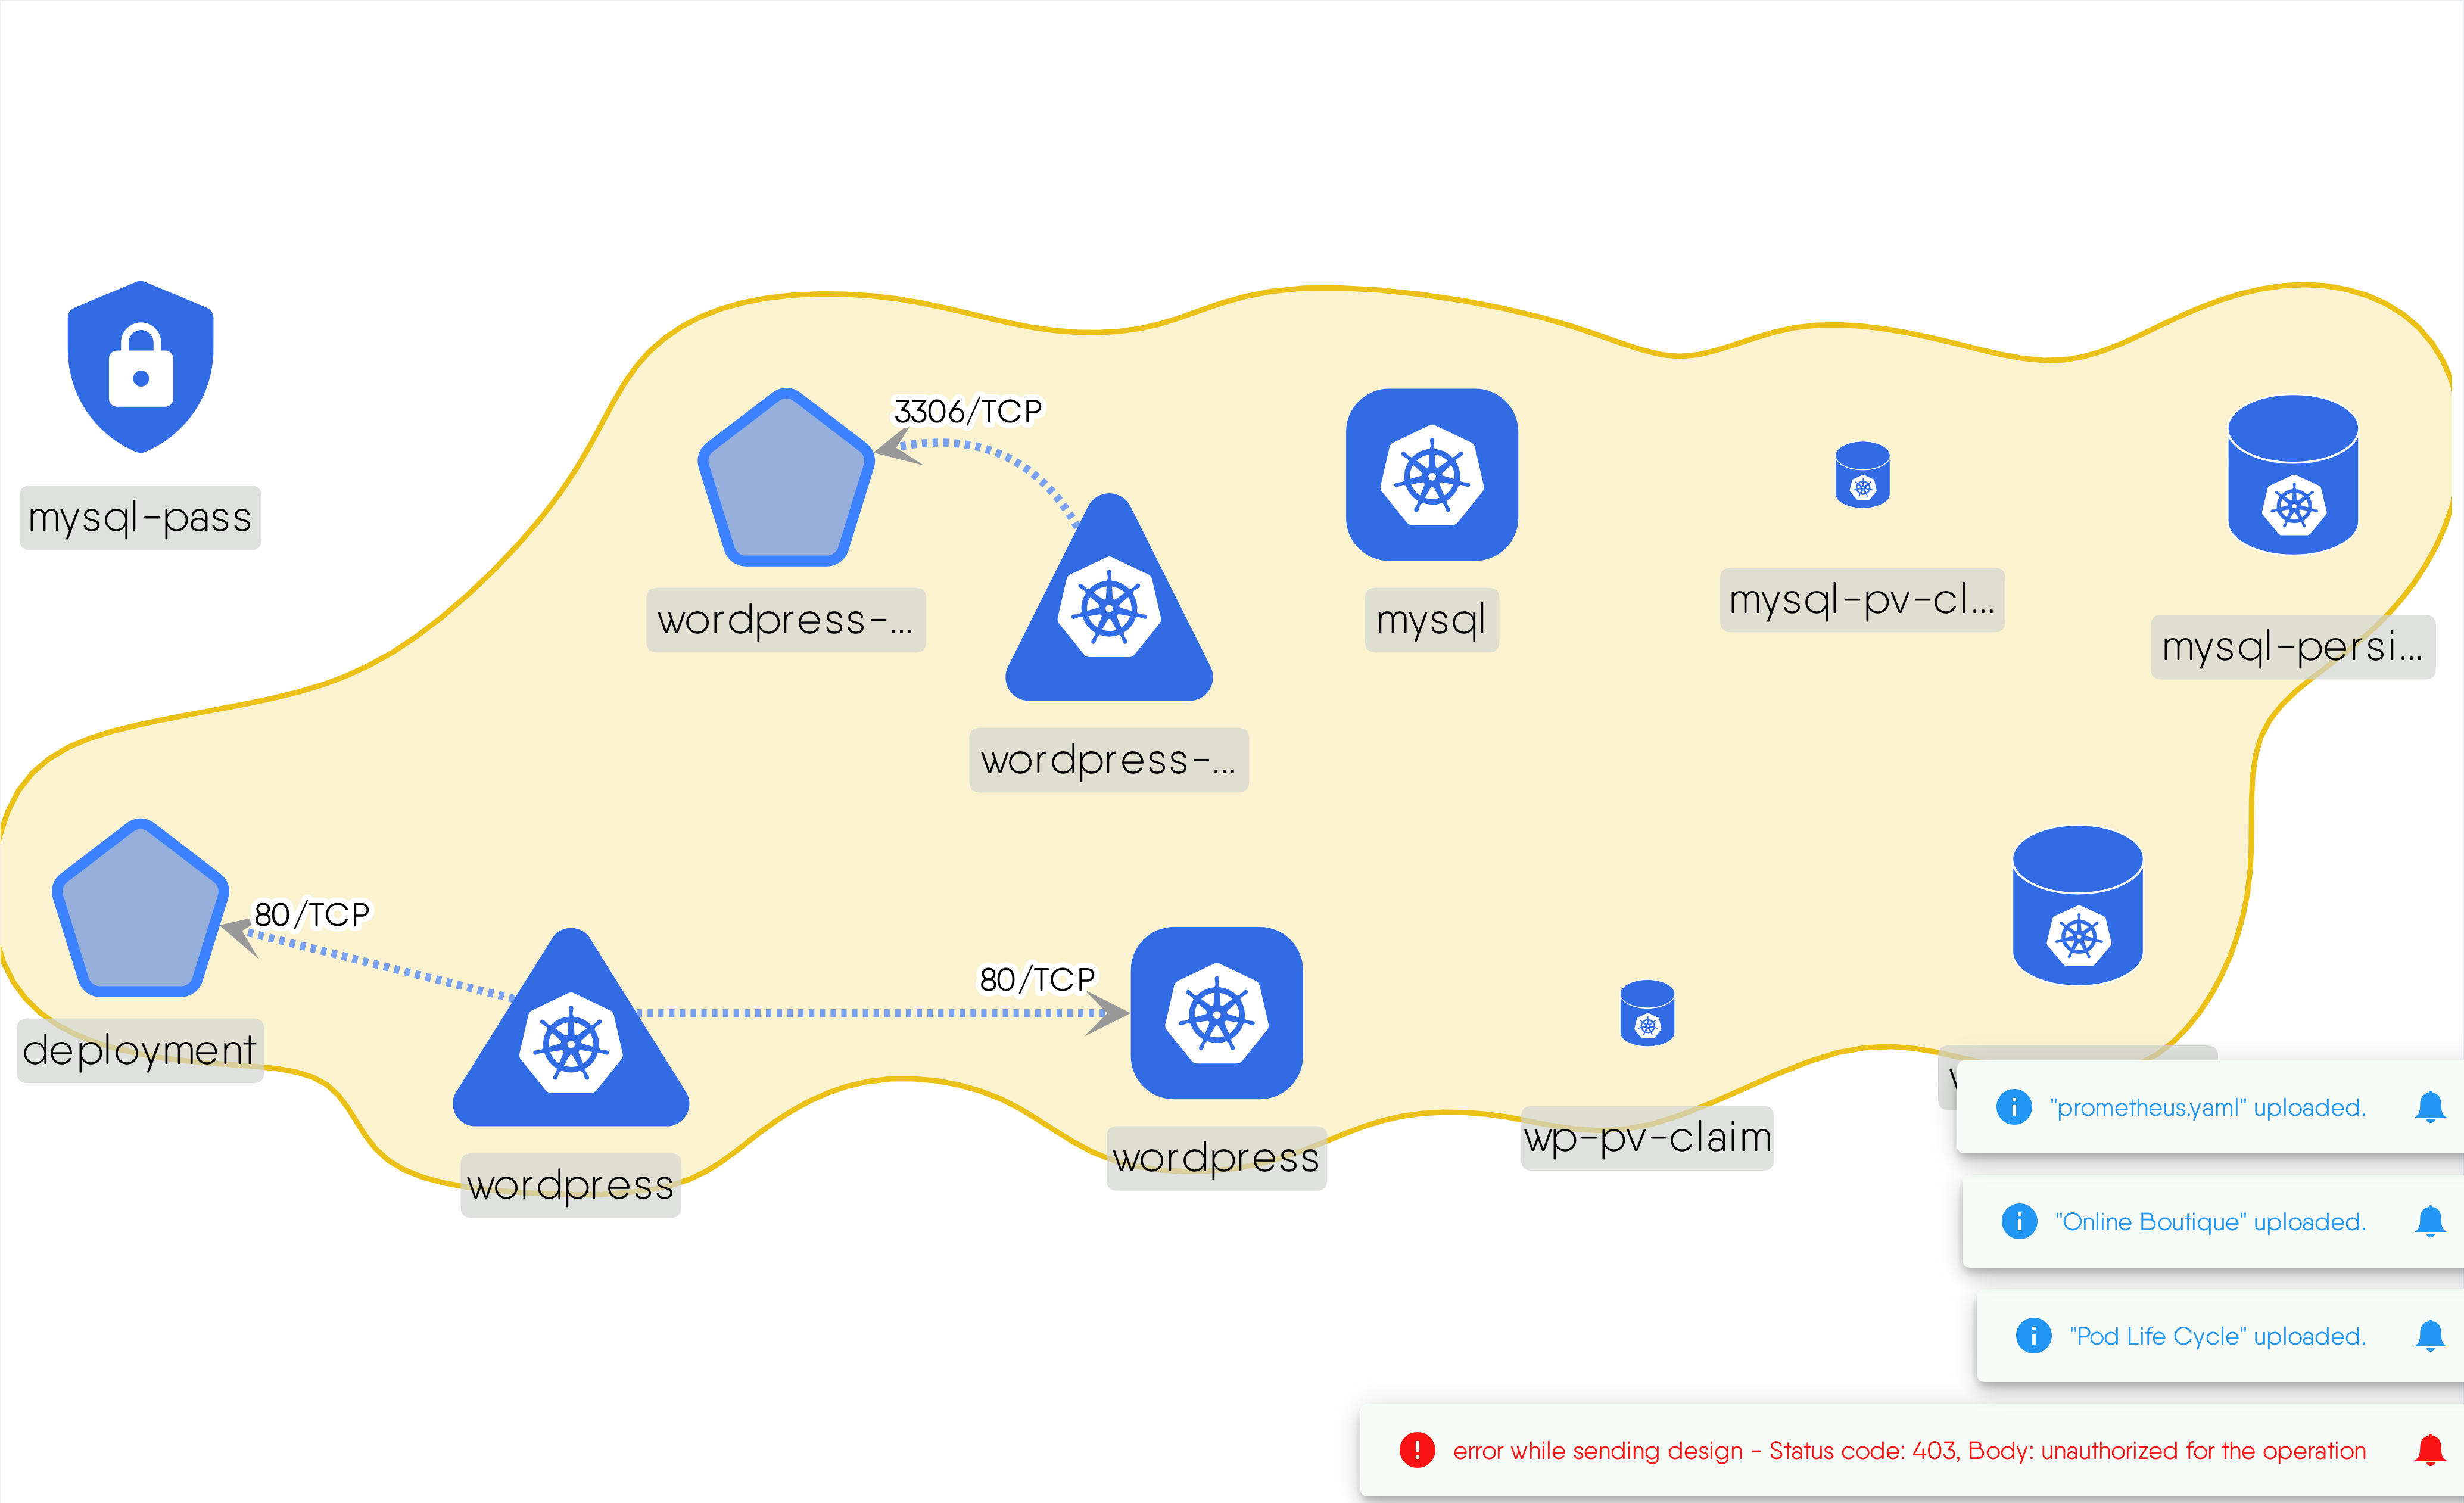 3306/TCP
mysql-pass
wordpress-...
mysql
mysql-pv-cl...
mysql-persi...
wordpress-...
80/TCP
80/TCP
deployment
wordpress
wordpress
wp-pv-claim
"prometheus.yaml" uploaded.
"Online Boutique" uploaded.
"Pod Life Cycle" uploaded.
error while sending design - Status code: 403, Body: unauthorized for the operation